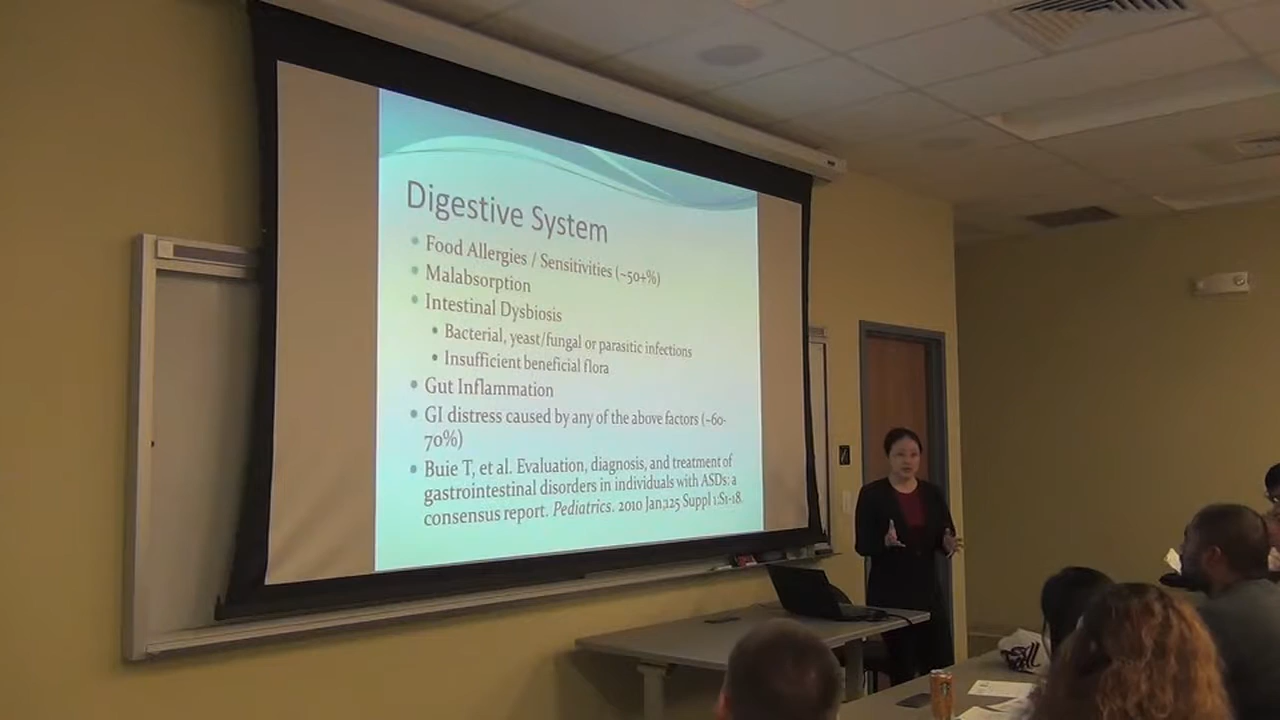 Digestive System
Food Allergies / Sensitivities (~50+%)
Malabsorption
Intestinal Dysbiosis
Bacterial, yeast/fungal or parasitic infections
Insufficient beneficial flora
Gut Inflammation
GI distress caused by any of the above factors (~60-
70%)
Buie T, et al. Evaluation, diagnosis, and treatment of
gastrointestinal disorders in individuals with ASDs: a
consensus report. Pediatrics. 2010 Jan;125 Suppl 1:S1-18.